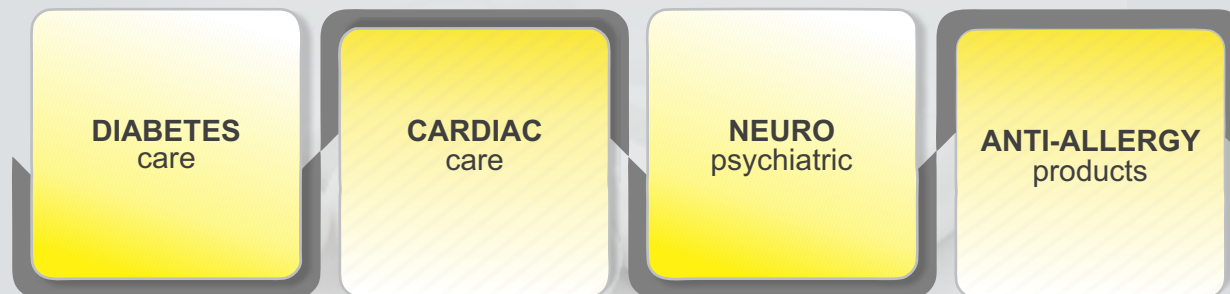 DIABETES
care
CARDIAC
care
NEURO
psychiatric
ANTI-ALLERGY
products